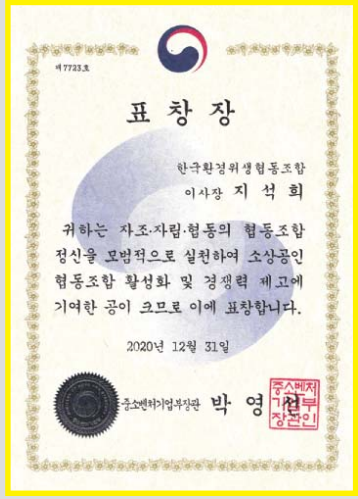 제7723호
표 창 장
한국환경위생협동조합
이사장 지 석 희
귀하는 자조·자립·협동의 협동조합
정신을 모범적으로 실천하여 소상공인
협동조합 활성화 및 경쟁력 제고에
기여한 공이 크므로 이에 표창합니다.
2020년 12월 31일
중소벤처기업부장관 박 영 선
중소벤처
기업부
장관인